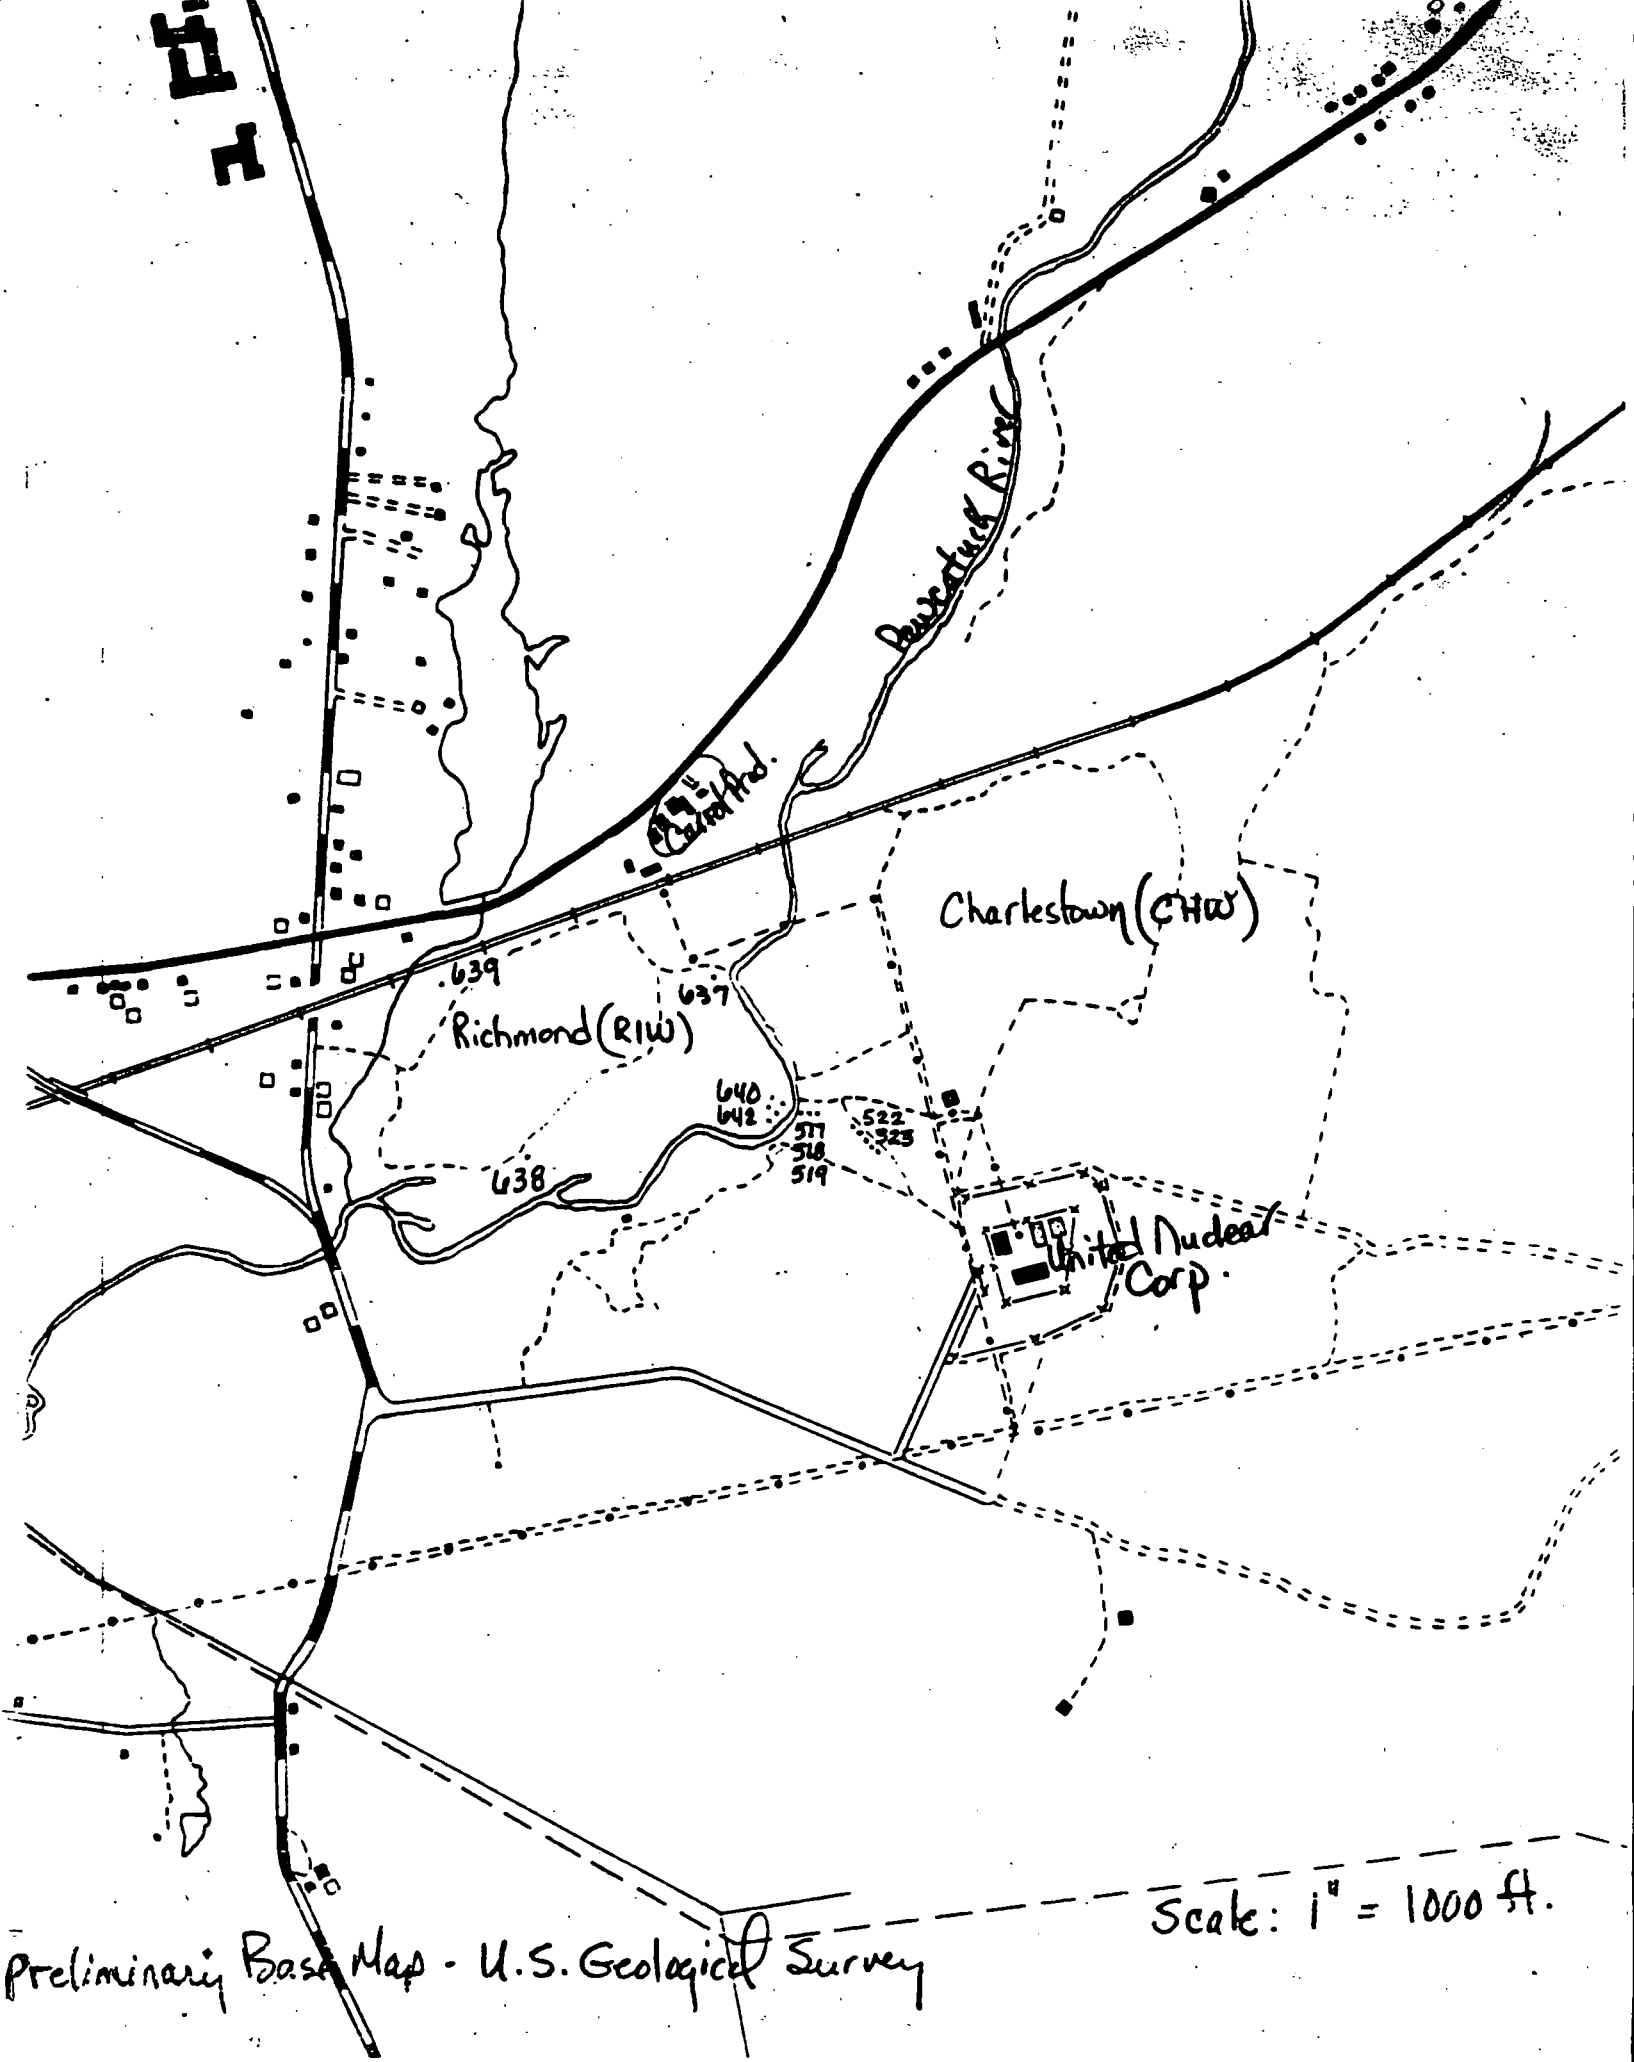 Pawcatuck River
Carrol Prod.
Charlestown (CHW)
.639
637
Richmond (RIW)
640
642
522
523
517
518
519
638
United Nuclear
Corp.
Scale: 1" = 1000 ft.
Preliminary Base Map - U.S. Geological Survey